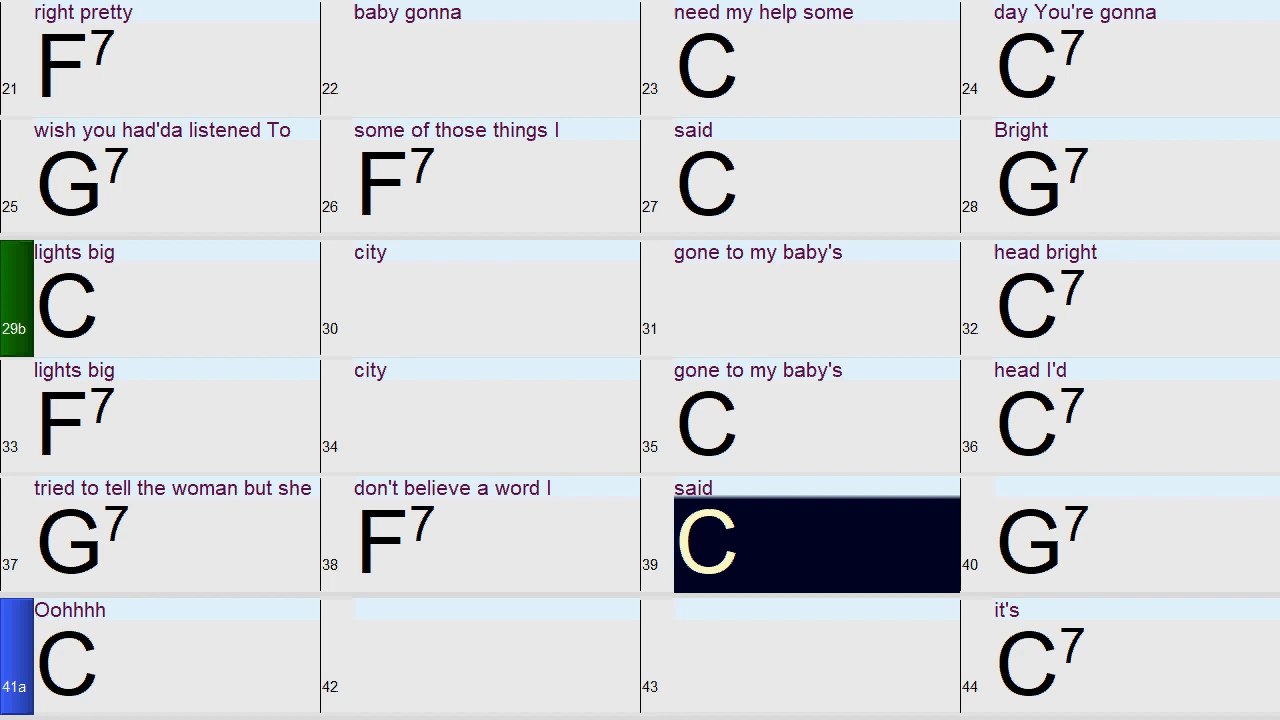 right pretty baby gonna need my help some day You're gonna
F7 C C7
21 22 23 24
wish you had'da listened To some of those things I said Bright
G7 F7 C G7
25 26 27 28
lights big city gone to my baby's head bright
C C7
29b 30 31 32
lights big city gone to my baby's head I'd
F7 C C7
33 34 35 36
tried to tell the woman but she don't believe a word I said
G7 F7 C G7
37 38 39 40
Oohhhh it's
C C7
41a 42 43 44